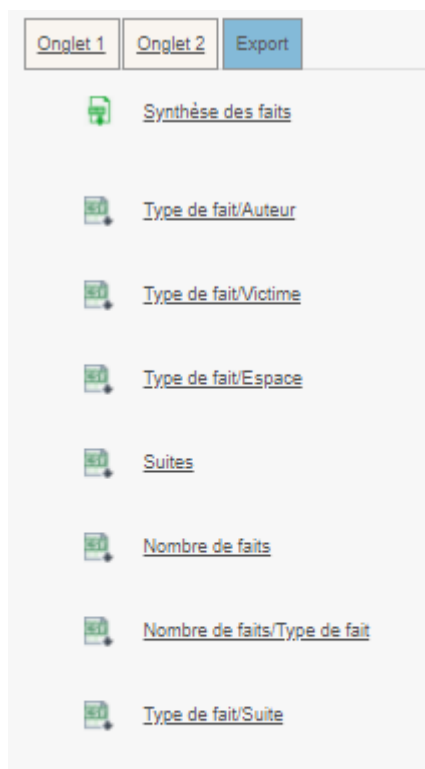 Onglet 1 Onglet 2 Export
Synthèse des faits
Type de fait/Auteur
Type de fait/Victime
Type de fait/Espace
Suites
Nombre de faits
Nombre de faits/Type de fait
Type de fait/Suite